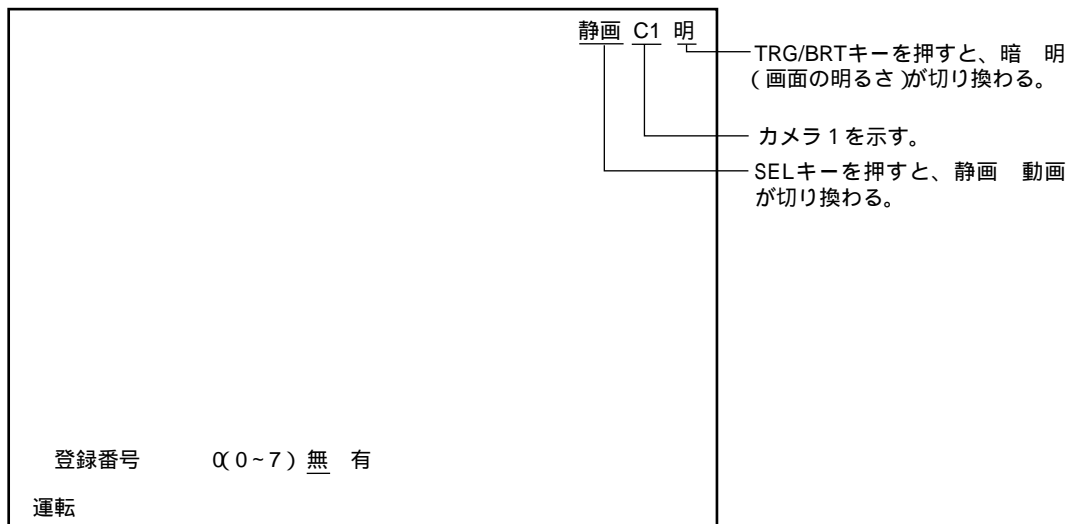 静画 C1 明
TRG/BRTキーを押すと、暗 明
(画面の明るさ)が切り換わる。
カメラ1を示す。
SELキーを押すと、静画 動画
が切り換わる。
登録番号 0(0~7) 無 有
運転